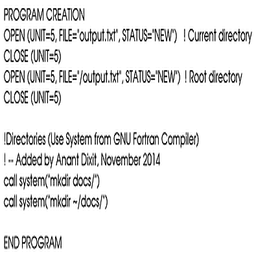 PROGRAM CREATION
OPEN (UNIT=5, FILE="output.txt", STATUS="NEW") ! Current directory
CLOSE (UNIT=5)
OPEN (UNIT=5, FILE="/output.txt", STATUS="NEW") ! Root directory
CLOSE (UNIT=5)
!Directories (Use System from GNU Fortran Compiler)
! -- Added by Anant Dixit, November 2014
call system("mkdir docs/")
call system("mkdir ~/docs/")
END PROGRAM